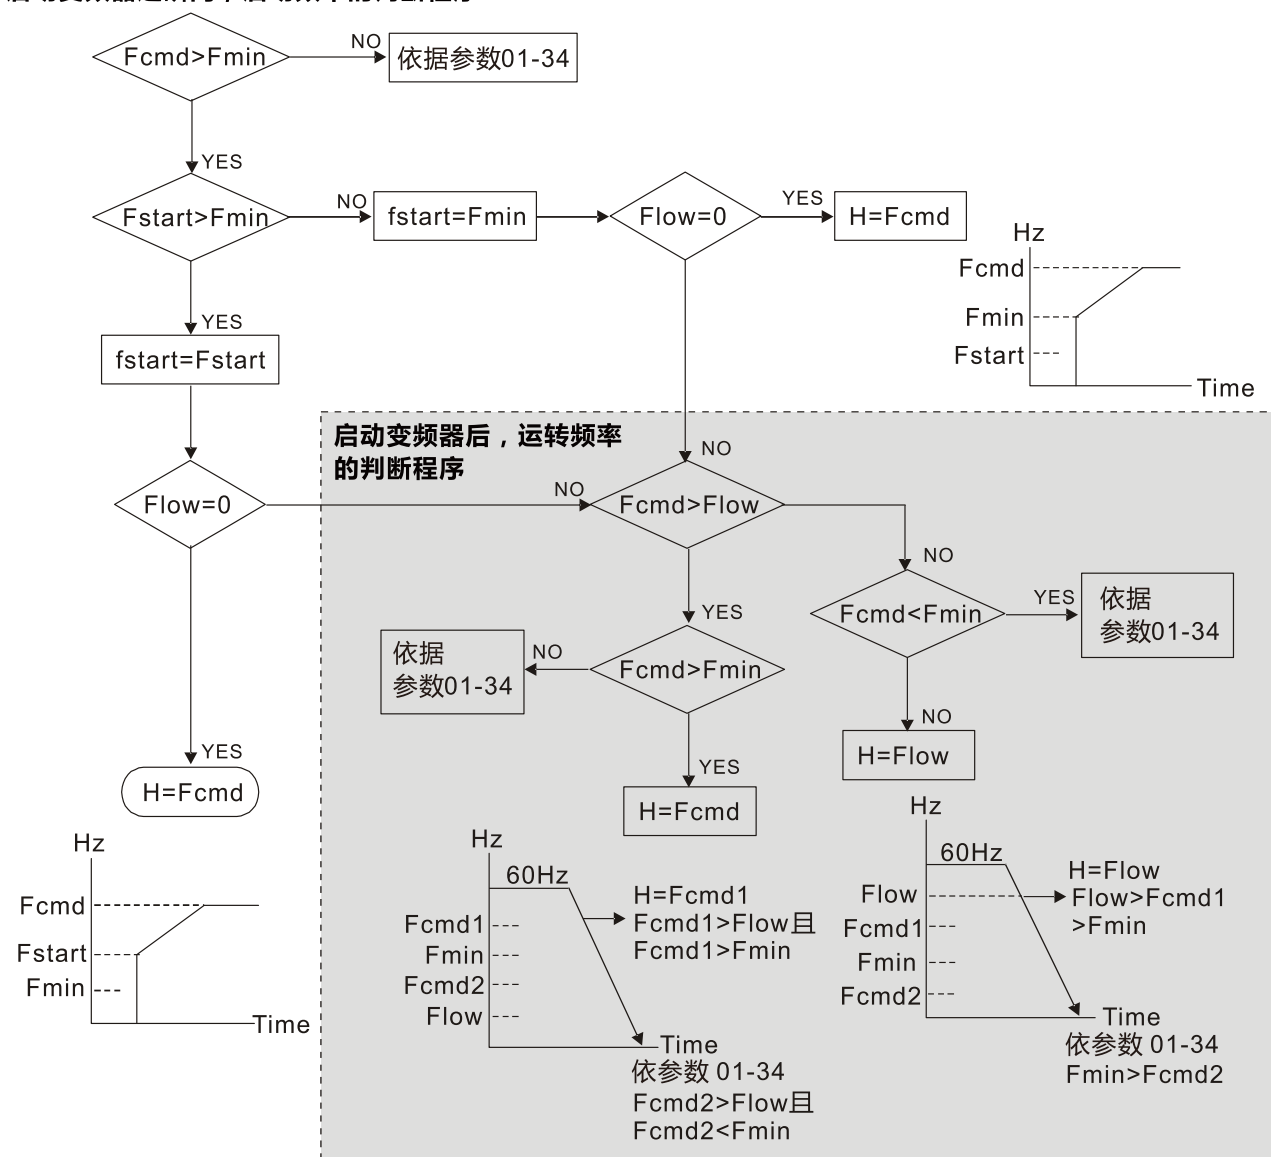 Fcmd>Fmin
NO
依据参数01-34
YES
Fstart>Fmin
NO
fstart=Fmin
Flow=0
YES
H=Fcmd
Hz
Fcmd
Fmin
Fstart
Time
YES
fstart=Fstart
启动变频器后，运转频率
的判断程序
NO
Flow=0
NO
Fcmd>Flow
NO
YES
Fcmd<Fmin
YES
依据
参数01-34
依据
参数01-34
NO
Fcmd>Fmin
NO
H=Flow
YES
H=Fcmd
YES
H=Fcmd
Hz
Fcmd
Fstart
Fmin
Time
Hz
60Hz
Fcmd1
Fmin
Fcmd2
Flow
H=Fcmd1
Fcmd1>Flow且
Fcmd1>Fmin
Time
依参数 01-34
Fcmd2>Flow且
Fcmd2<Fmin
Hz
60Hz
Flow
Fcmd1
Fmin
Fcmd2
H=Flow
Flow>Fcmd1
>Fmin
Time
依参数 01-34
Fmin>Fcmd2